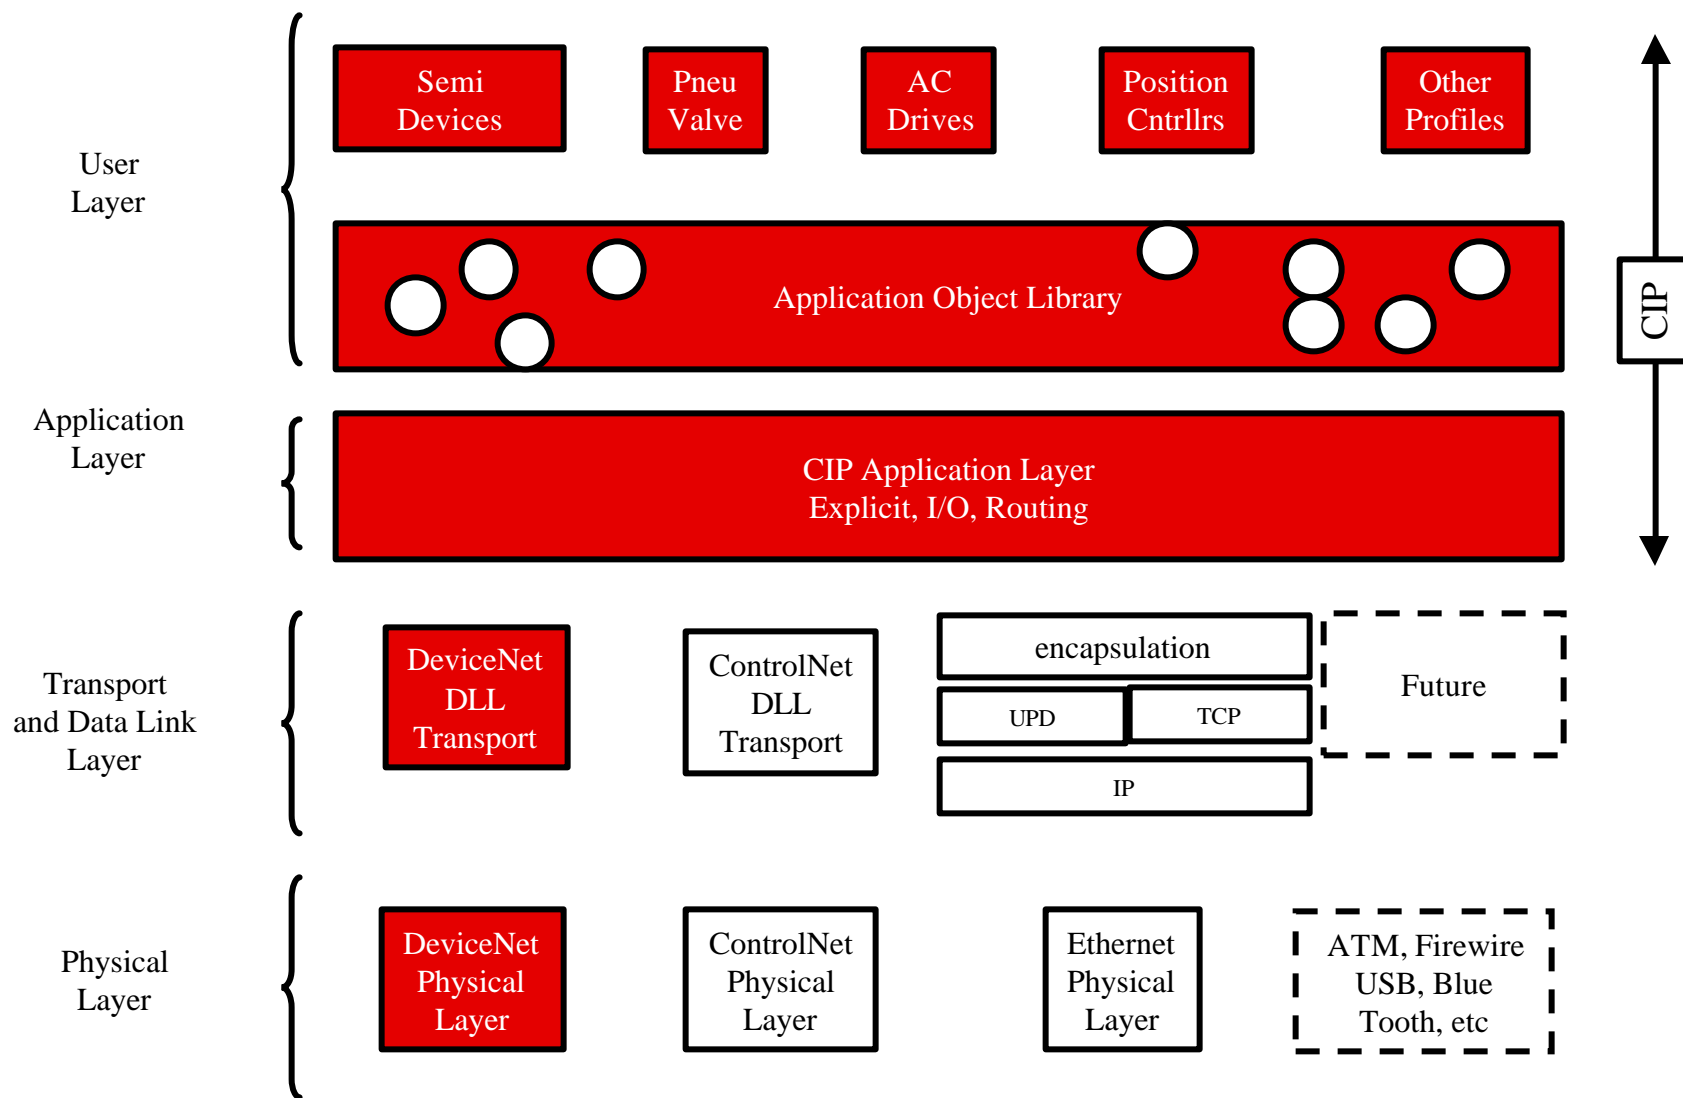 User
Layer
Semi
Devices
Pneu
Valve
AC
Drives
Position
Cntrllrs
Other
Profiles
Application Object Library
CIP
Application
Layer
CIP Application Layer
Explicit, I/O, Routing
Transport
and Data Link
Layer
DeviceNet
DLL
Transport
ControlNet
DLL
Transport
encapsulation
UPD
TCP
IP
Future
Physical
Layer
DeviceNet
Physical
Layer
ControlNet
Physical
Layer
Ethernet
Physical
Layer
ATM, Firewire
USB, Blue
Tooth, etc